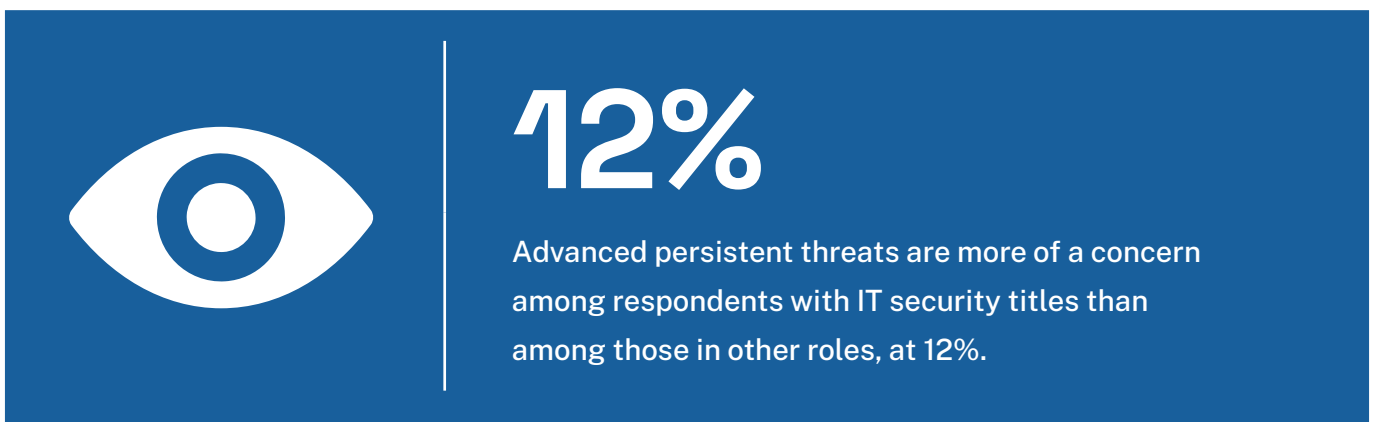 12%
Advanced persistent threats are more of a concern
among respondents with IT security titles than
among those in other roles, at 12%.